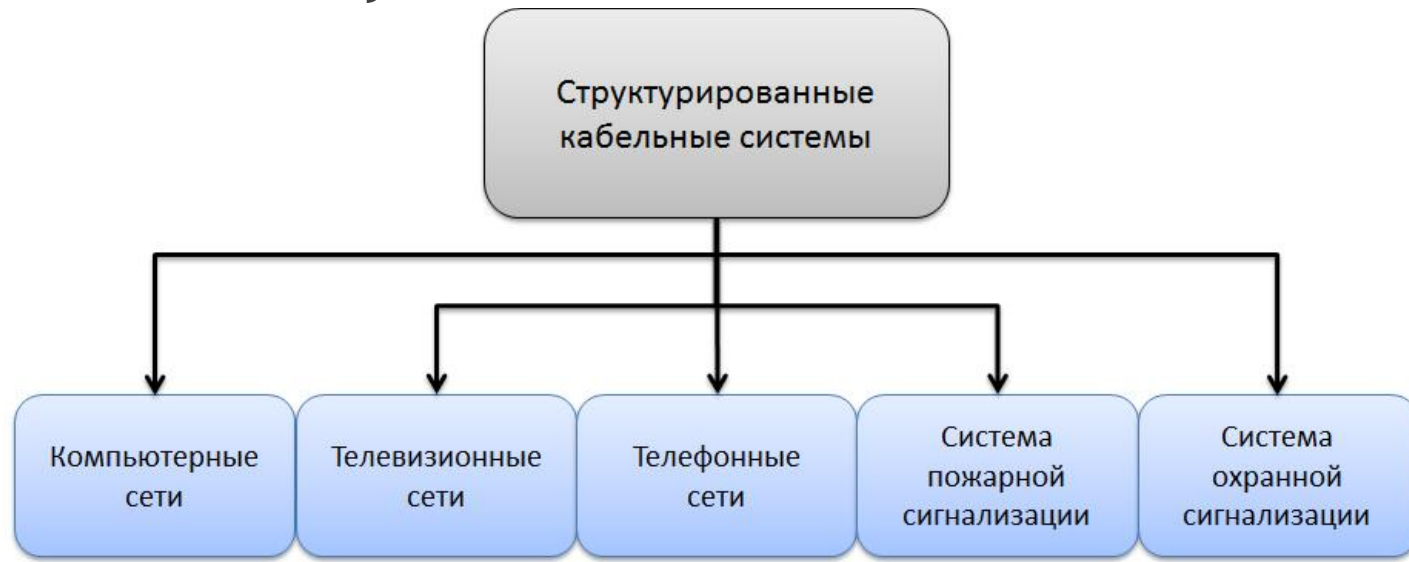 Структурированные
кабельные системы
Компьютерные
сети
Телевизионные
сети
Телефонные
сети
Система
пожарной
сигнализации
Система
охранной
сигнализации